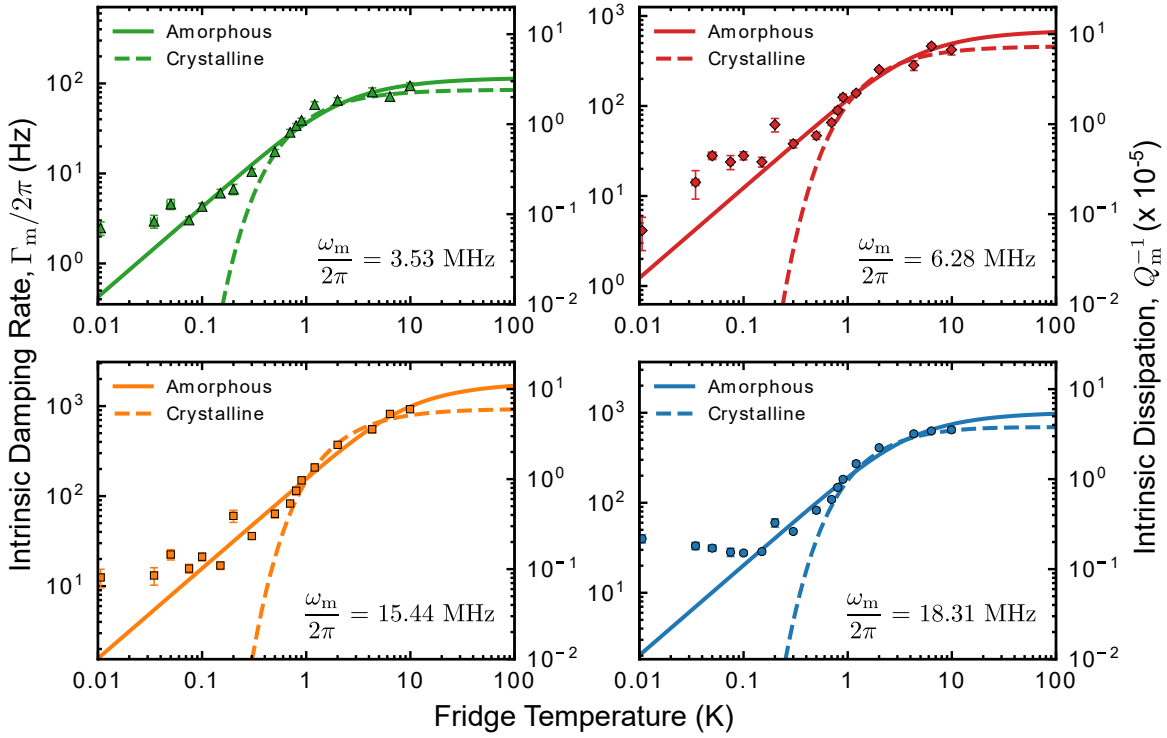 Intrinsic Damping Rate, Γ_m/2π (Hz)
Intrinsic Dissipation, Q_m^-1 (x 10^-5)
Fridge Temperature (K)
Amorphous
Crystalline
10^2
10^1
10^0
10^1
10^0
10^-1
10^-2
ω_m/2π = 3.53 MHz
0.01 0.1 1 10 100
Amorphous
Crystalline
10^3
10^2
10^1
10^0
10^1
10^0
10^-1
10^-2
ω_m/2π = 6.28 MHz
0.01 0.1 1 10 100
Amorphous
Crystalline
10^3
10^2
10^1
10^1
10^0
10^-1
10^-2
ω_m/2π = 15.44 MHz
0.01 0.1 1 10 100
Amorphous
Crystalline
10^3
10^2
10^1
10^1
10^0
10^-1
10^-2
ω_m/2π = 18.31 MHz
0.01 0.1 1 10 100